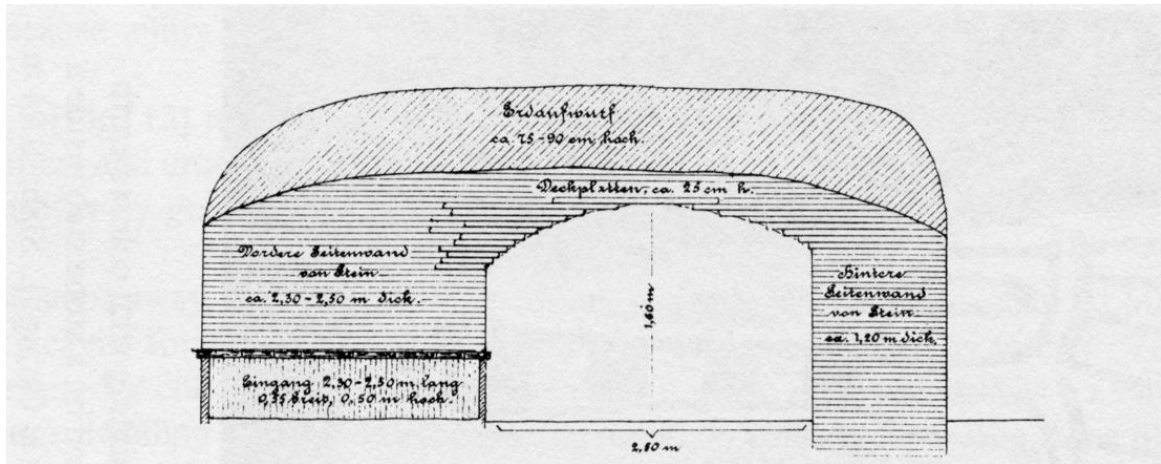 Erdaufwurf
ca. 75-90 cm hoch.
Deckplatten, ca. 25 cm h.
Vordere Seitenwand
von Stein
ca. 2,30-2,50 m dick.
Hintere
Seitenwand
von Stein
ca. 1,20 m dick.
1,60 m
Eingang 2,30-2,50 m lang
0,55 breit, 0,50 m hoch.
2,80 m